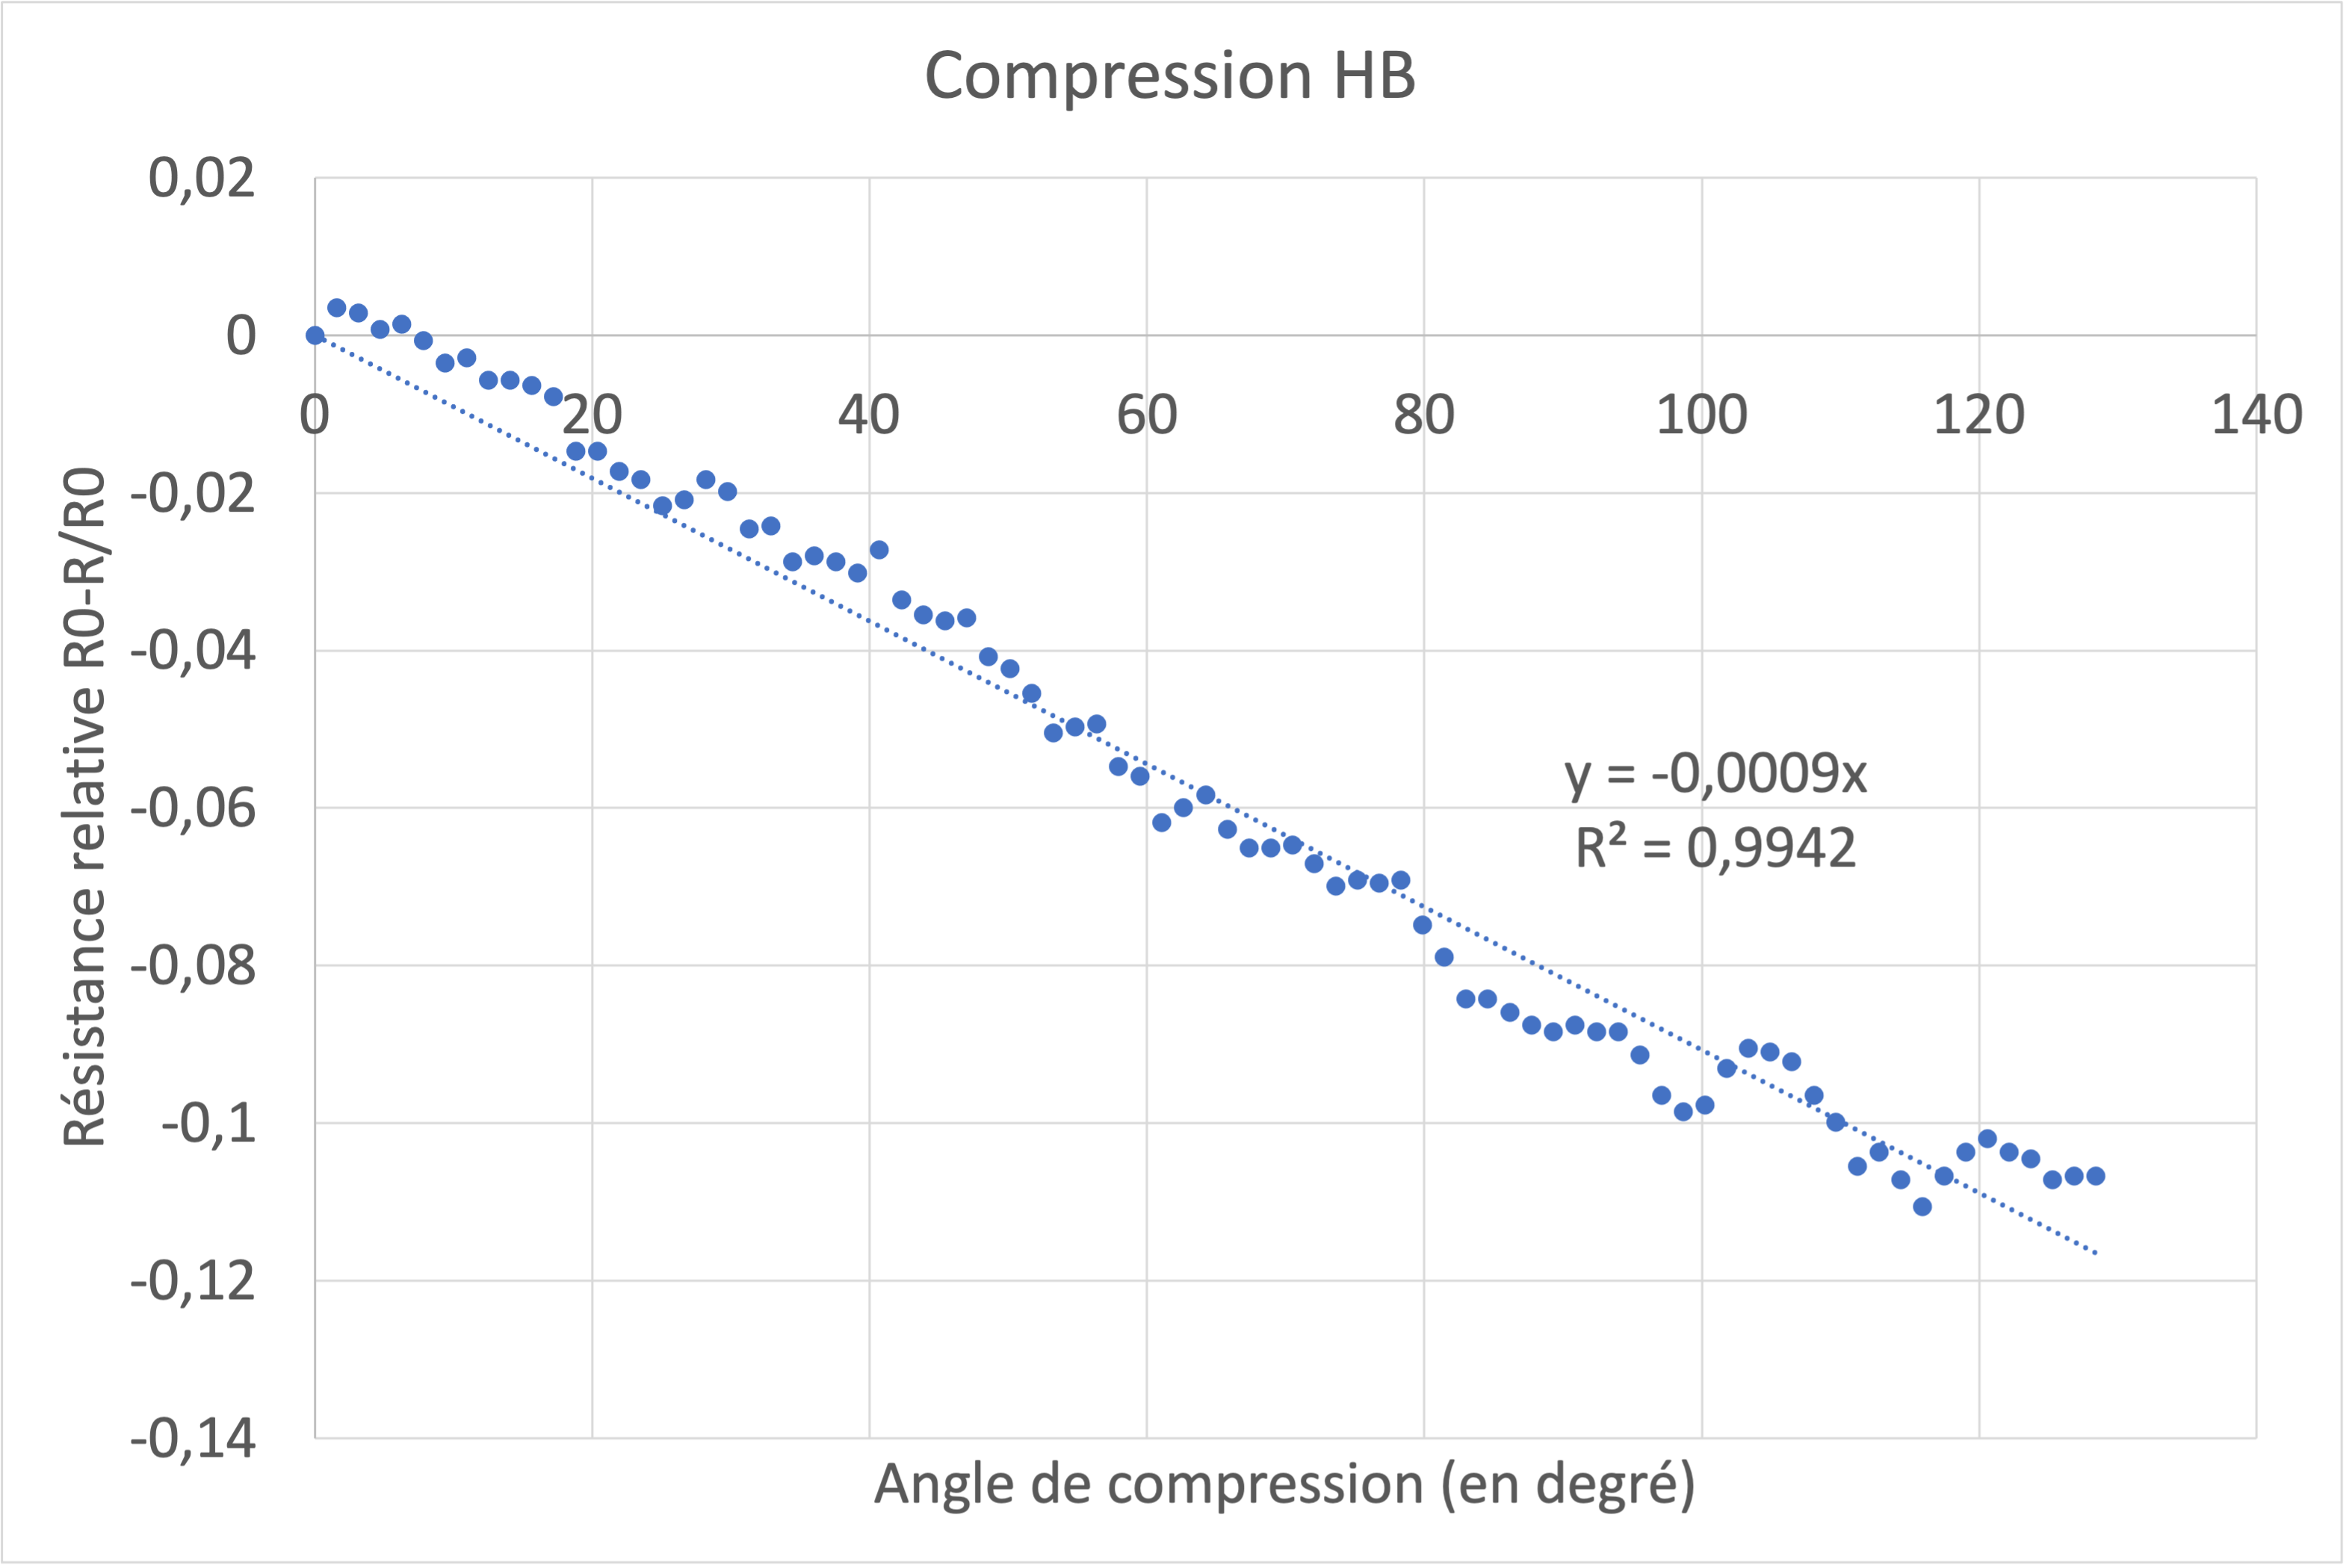 Compression HB
0,02
0
0 20 40 60 80 100 120 140
-0,02
-0,04
-0,06
-0,08
-0,1
-0,12
-0,14
Résistance relative R0-R/R0
y = -0,0009x
R² = 0,9942
Angle de compression (en degré)